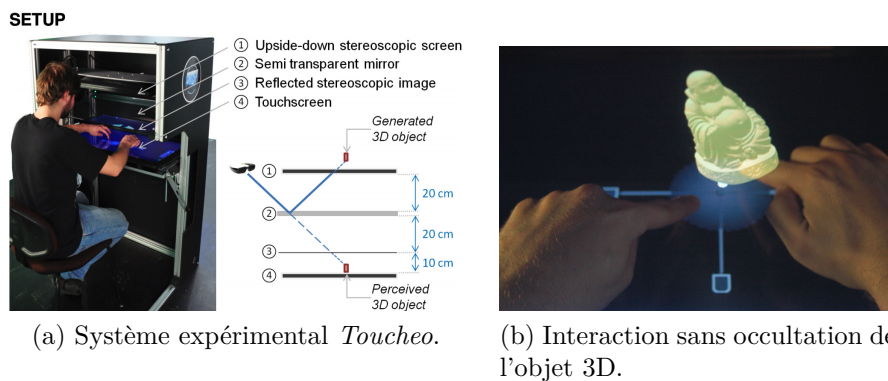 SETUP
① Upside-down stereoscopic screen
② Semi transparent mirror
③ Reflected stereoscopic image
④ Touchscreen
Generated
3D object
①
20 cm
②
20 cm
③
10 cm
④
Perceived
3D object
(a) Système expérimental Toucheo.
(b) Interaction sans occultation de
l'objet 3D.